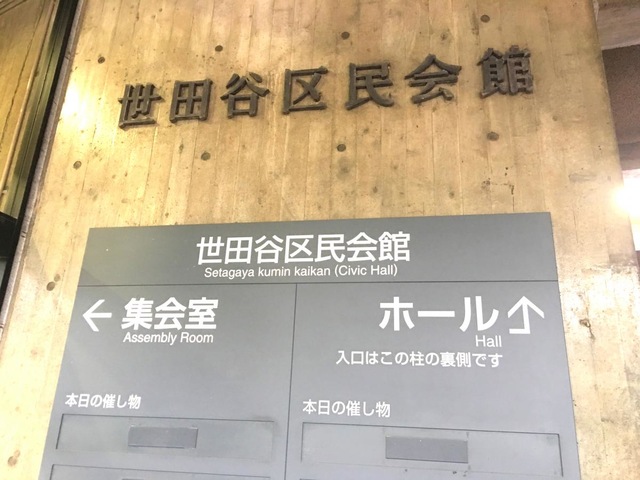 世田谷区民会館
世田谷区民会館
Setagaya kumin kaikan (Civic Hall)
← 集会室
Assembly Room
本日の催し物
ホール ↑
Hall
入口はこの柱の裏側です
本日の催し物